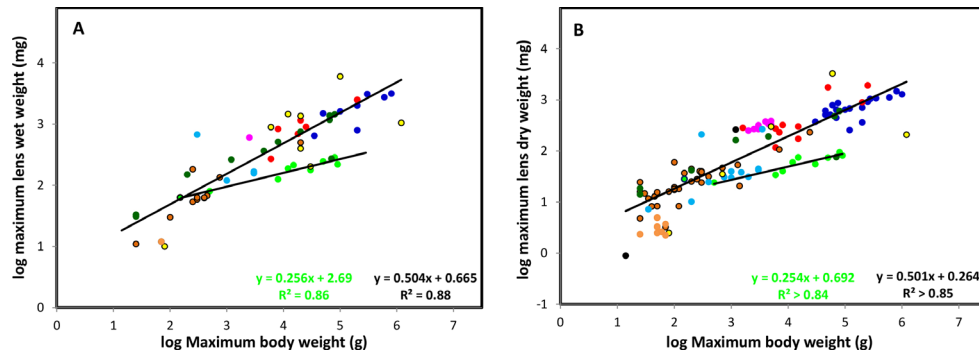 A
log maximum lens wet weight (mg)
4
3
2
1
0
y = 0.256x + 2.69
R² = 0.86
y = 0.504x + 0.665
R² = 0.88
0 1 2 3 4 5 6 7
log Maximum body weight (g)
B
log maximum lens dry weight (mg)
4
3
2
1
0
-1
y = 0.254x + 0.692
R² > 0.84
y = 0.501x + 0.264
R² > 0.85
0 1 2 3 4 5 6 7
log Maximum body weight (g)